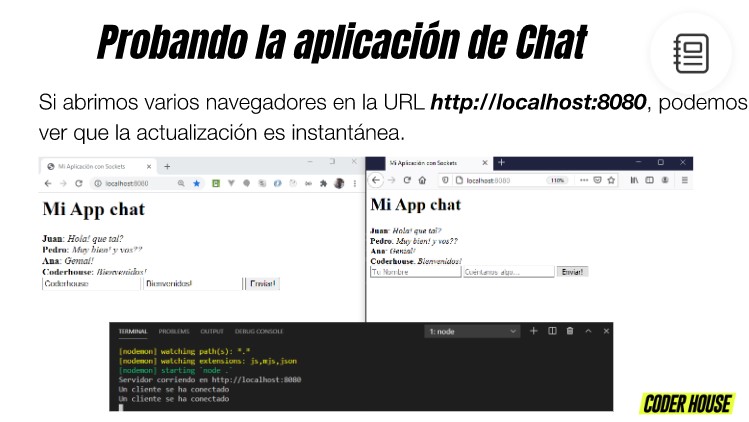 Probando la aplicación de Chat
Si abrimos varios navegadores en la URL http://localhost:8080, podemos
ver que la actualización es instantánea.
Mi Aplicación con Sockets
localhost:8080
Mi App chat
Juan: Hola! que tal?
Pedro: Muy bien! y vos??
Ana: Genial!
Coderhouse: Bienvenidos!
Coderhouse
Bienvenidos!
Enviar!
Mi Aplicación con Sockets
localhost:8080
110%
Mi App chat
Juan: Hola! que tal?
Pedro: Muy bien! y vos??
Ana: Genial!
Coderhouse: Bienvenidos!
Tu Nombre
Cuéntanos algo...
Enviar!
TERMINAL PROBLEMS OUTPUT DEBUG CONSOLE
1: node
[nodemon] watching path(s): *.*
[nodemon] watching extensions: js,mjs,json
[nodemon] starting `node .`
Servidor corriendo en http://localhost:8080
Un cliente se ha conectado
Un cliente se ha conectado
CODER HOUSE